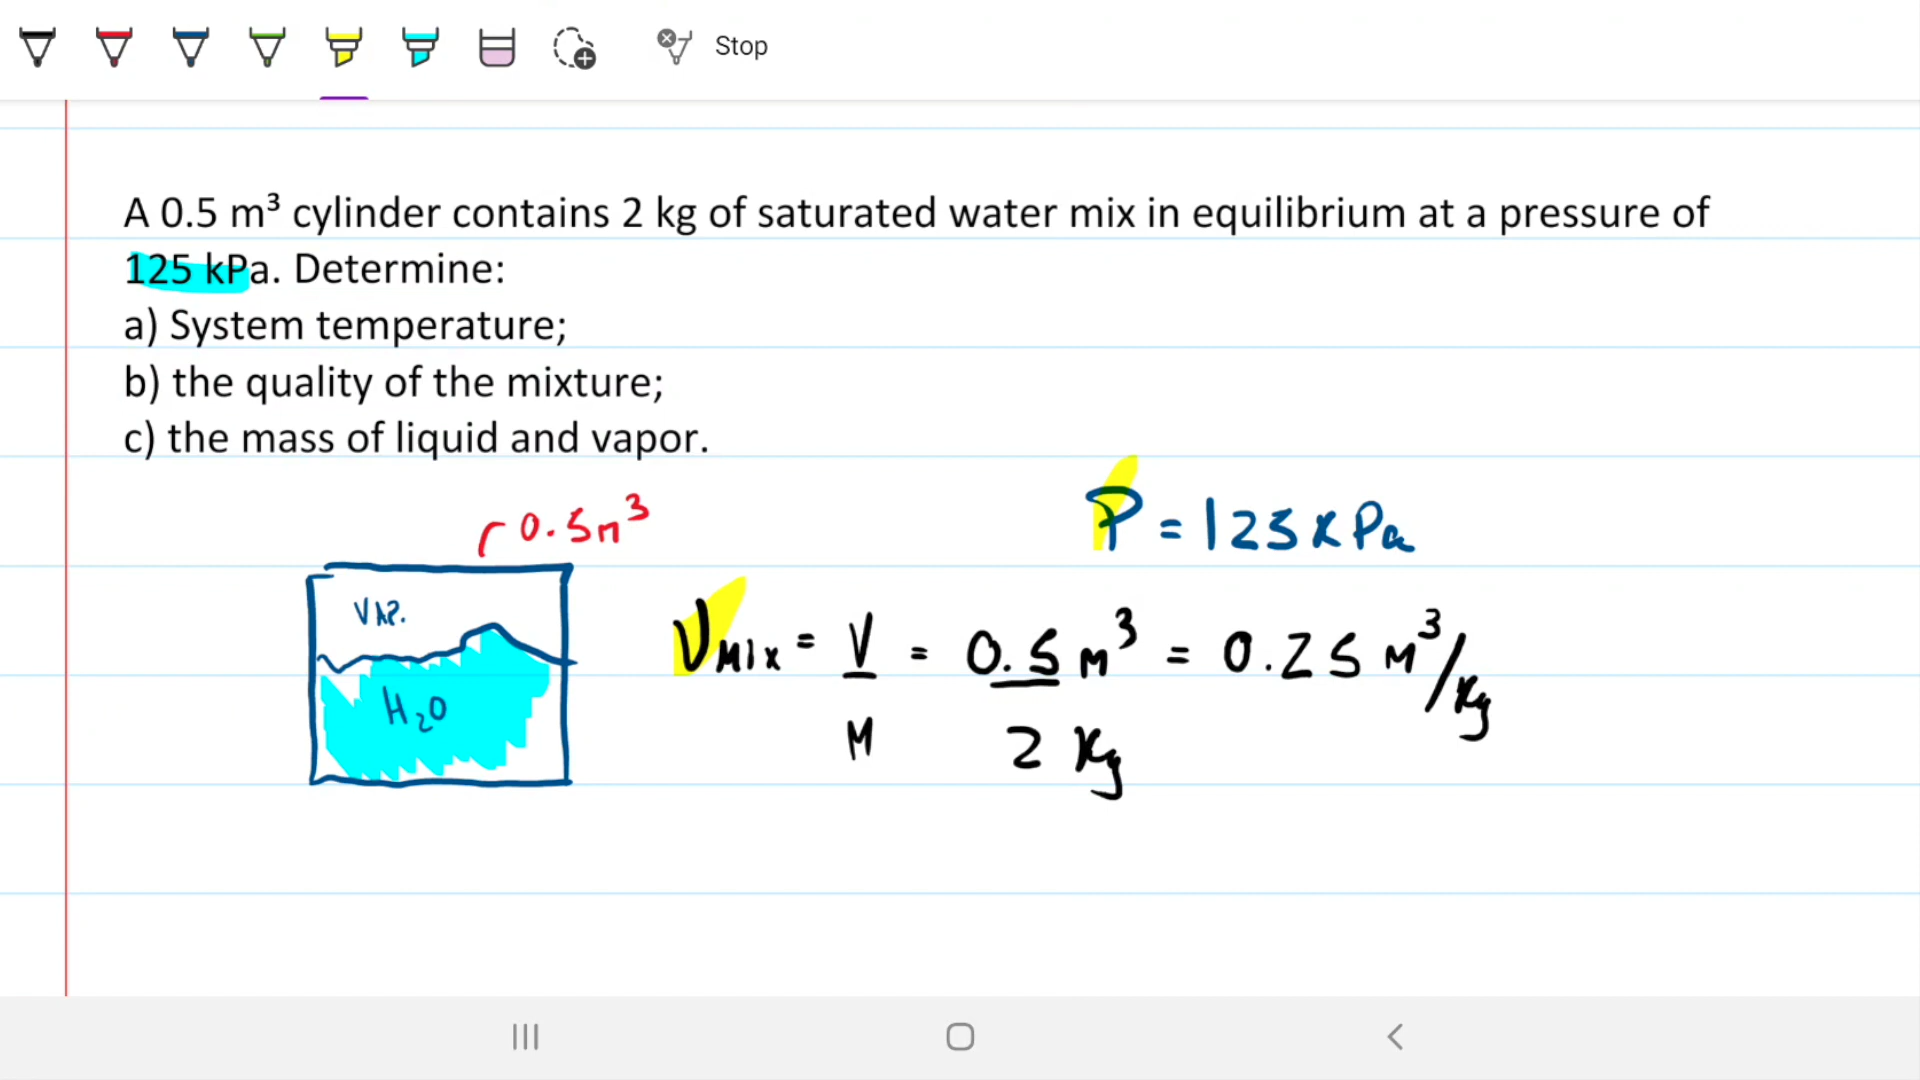 Stop
A 0.5 m³ cylinder contains 2 kg of saturated water mix in equilibrium at a pressure of
125 kPa. Determine:
a) System temperature;
b) the quality of the mixture;
c) the mass of liquid and vapor.
0.5m³
P = 125 kPa
VAP.
H₂O
Vmix = V/M = 0.5 m³/2 kg = 0.25 m³/kg